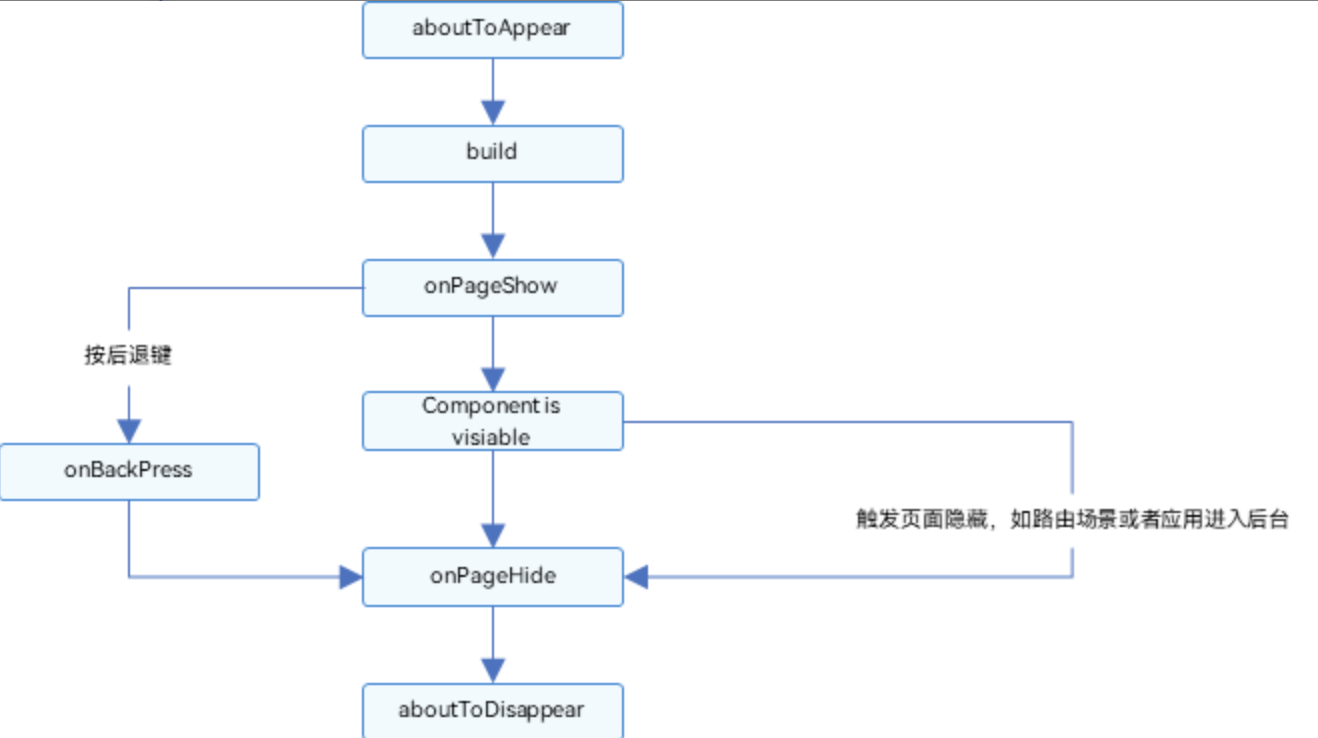 aboutToAppear
build
onPageShow
按后退键
Component is
visiable
onBackPress
触发页面隐藏，如路由场景或者应用进入后台
onPageHide
aboutToDisappear